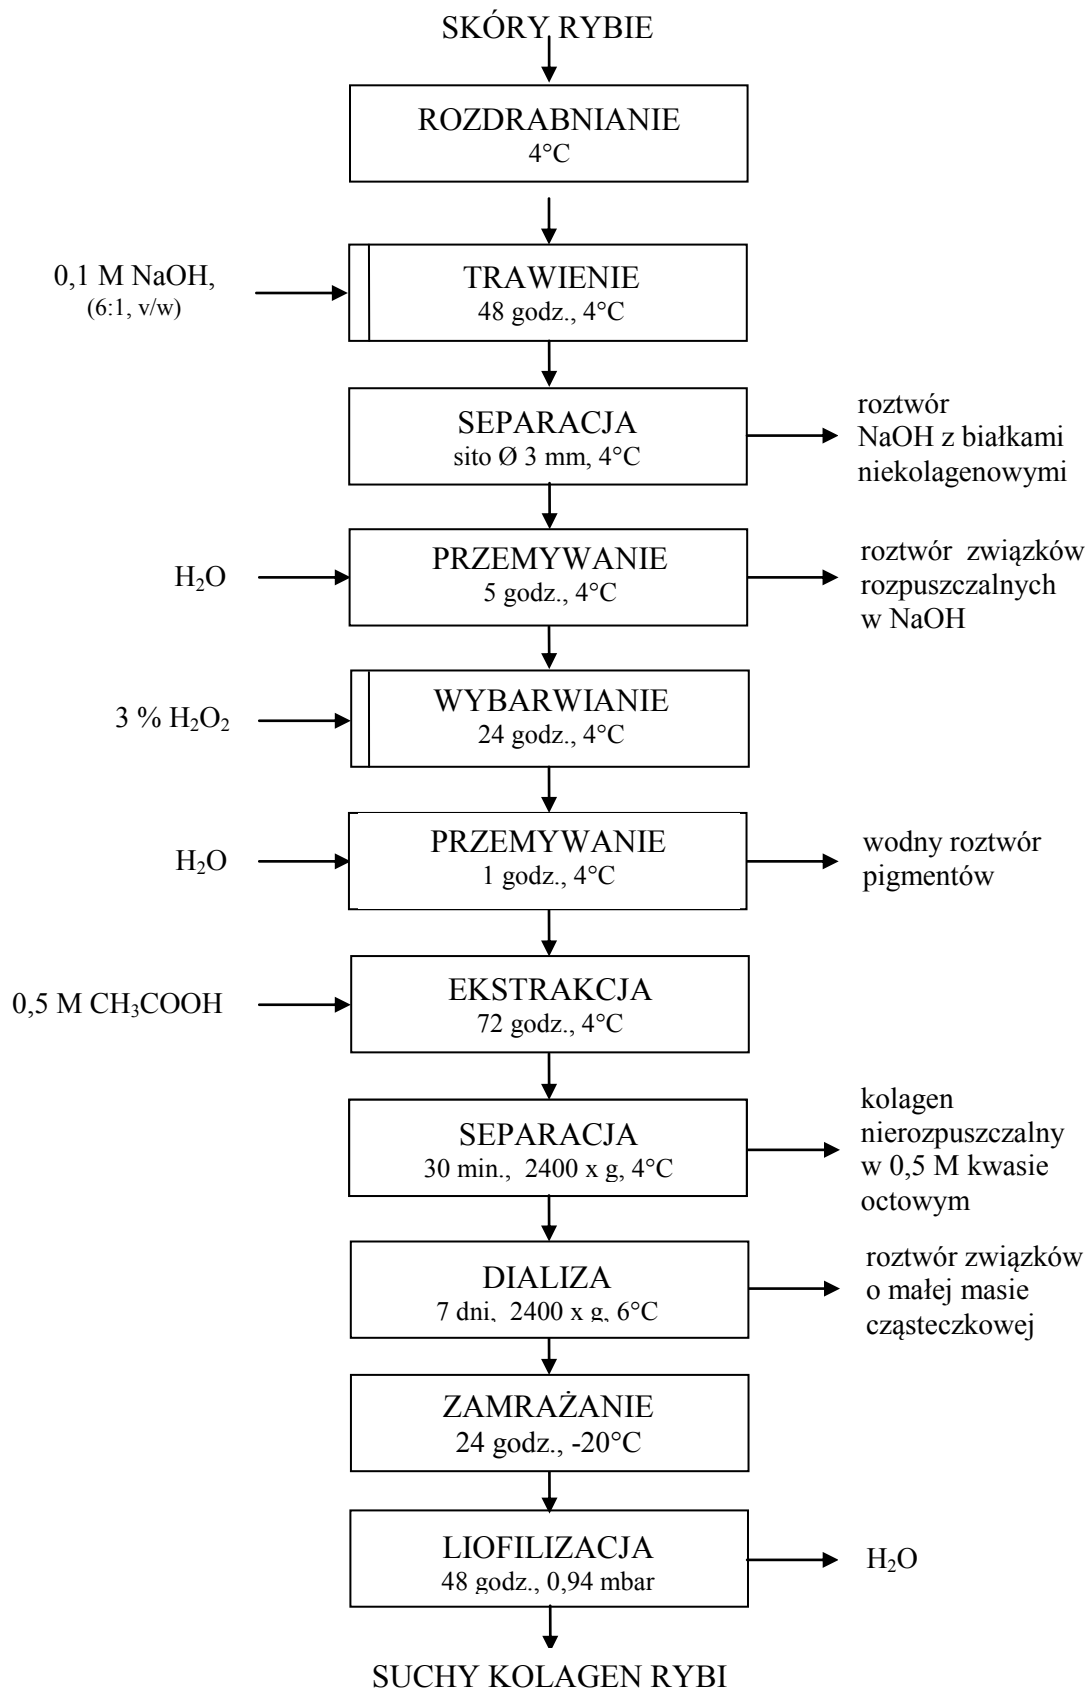 SKÓRY RYBIE
ROZDRABNIANIE
4°C
0,1 M NaOH,
(6:1, v/w)
TRAWIENIE
48 godz., 4°C
SEPARACJA
sito Ø 3 mm, 4°C
roztwór
NaOH z białkami
niekolagenowymi
H₂O
PRZEMYWANIE
5 godz., 4°C
roztwór związków
rozpuszczalnych
w NaOH
3 % H₂O₂
WYBARWIANIE
24 godz., 4°C
H₂O
PRZEMYWANIE
1 godz., 4°C
wodny roztwór
pigmentów
0,5 M CH₃COOH
EKSTRAKCJA
72 godz., 4°C
SEPARACJA
30 min., 2400 x g, 4°C
kolagen
nierozpuszczalny
w 0,5 M kwasie
octowym
DIALIZA
7 dni, 2400 x g, 6°C
roztwór związków
o małej masie
cząsteczkowej
ZAMRAŻANIE
24 godz., -20°C
LIOFILIZACJA
48 godz., 0,94 mbar
H₂O
SUCHY KOLAGEN RYBI